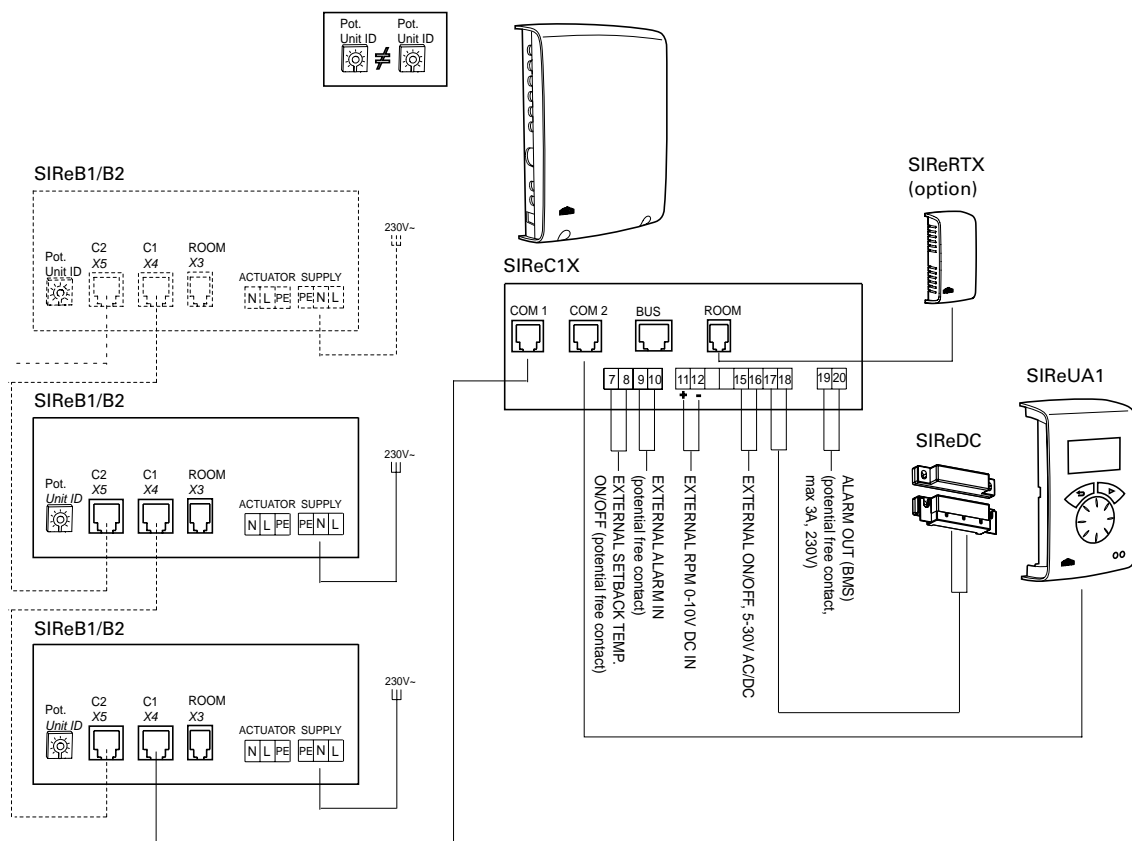 Pot.
Unit ID
Pot.
Unit ID
≠
SIReB1/B2
Pot.
Unit ID
C2
X5
C1
X4
ROOM
X3
ACTUATOR SUPPLY
N L PE PE N L
230V~
SIReC1X
COM 1 COM 2 BUS ROOM
7 8 9 10 11 12 15 16 17 18 19 20
+ -
EXTERNAL SETBACK TEMP.
ON/OFF (potential free contact)
EXTERNAL ALARM IN
(potential free contact)
EXTERNAL RPM 0-10V DC IN
EXTERNAL ON/OFF, 5-30V AC/DC
ALARM OUT (BMS)
(potential free contact,
max 3A, 230V)
SIReRTX
(option)
SIReDC
SIReUA1
SIReB1/B2
Pot.
Unit ID
C2
X5
C1
X4
ROOM
X3
ACTUATOR SUPPLY
N L PE PE N L
230V~
SIReB1/B2
Pot.
Unit ID
C2
X5
C1
X4
ROOM
X3
ACTUATOR SUPPLY
N L PE PE N L
230V~